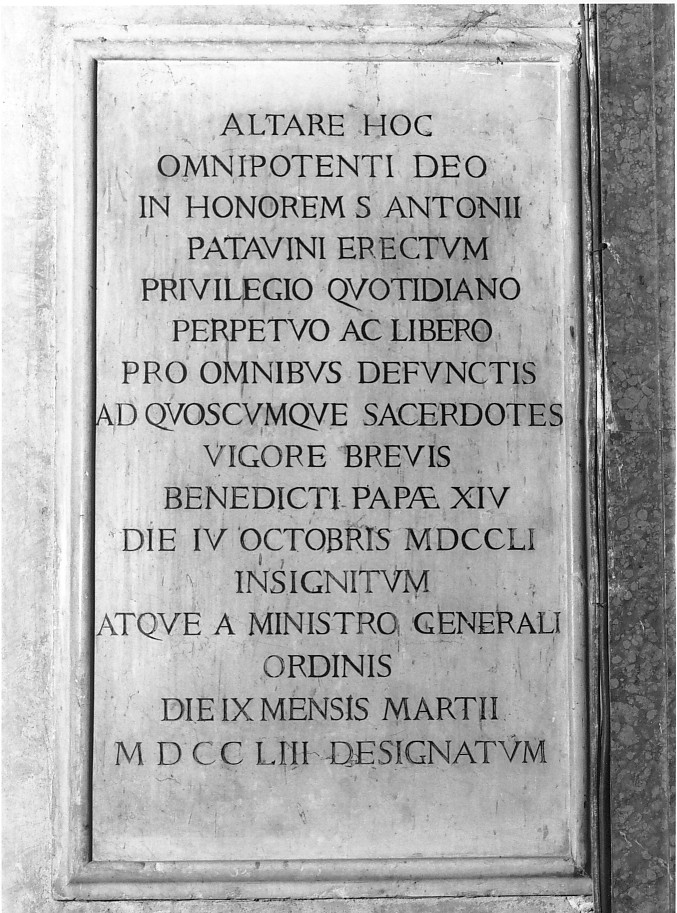 ALTARE HOC
OMNIPOTENTI DEO
IN HONOREM S ANTONII
PATAVINI ERECTVM
PRIVILEGIO QVOTIDIANO
PERPETVO AC LIBERO
PRO OMNIBVS DEFVNCTIS
AD QVOSCVMQVE SACERDOTES
VIGORE BREVIS
BENEDICTI PAPÆ XIV
DIE IV OCTOBRIS MDCCLI
INSIGNITVM
ATQVE A MINISTRO GENERALI
ORDINIS
DIE IX MENSIS MARTII
MDCCLIII DESIGNATVM